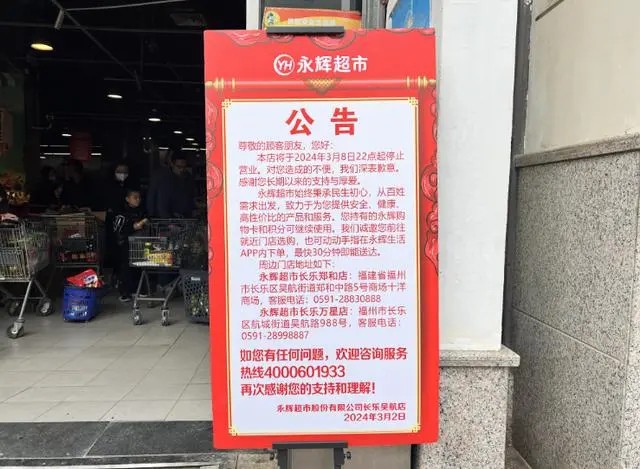 YH 永辉超市
公告
尊敬的顾客朋友，您好：
本店将于2024年3月8日22点起停止
营业。对您造成的不便，我们深表歉意。
感谢您长期以来的支持与厚爱。
永辉超市始终秉承民生初心，从百姓
需求出发，致力于为您提供安全、健康、
高性价比的产品和服务。您持有的永辉购
物卡和积分可继续使用。我们诚邀您前往
就近门店选购，也可动动手指在永辉生活
APP内下单，最快30分钟即能送达。
周边门店地址如下：
永辉超市长乐郑和店：福建省福州
市长乐区吴航街道郑和中路5号商场十洋
商场，客服电话：0591-28830888
永辉超市长乐万星店：福州市长乐
区航城街道吴航路988号，客服电话：
0591-28998887
如您有任何问题，欢迎咨询服务
热线4000601933
再次感谢您的支持和理解！
永辉超市股份有限公司长乐吴航店
2024年3月2日